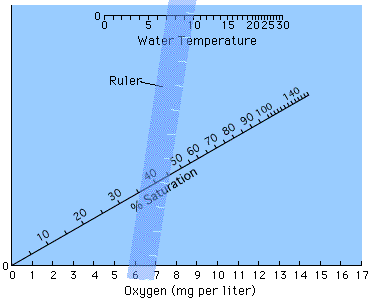 0
0 5 10 15 20 25 30
Water Temperature
Ruler
10 20 30 40 50 60 70 80 90 100 140
% Saturation
0
0 1 2 3 4 5 6 7 8 9 10 11 12 13 14 15 16 17
Oxygen (mg per liter)